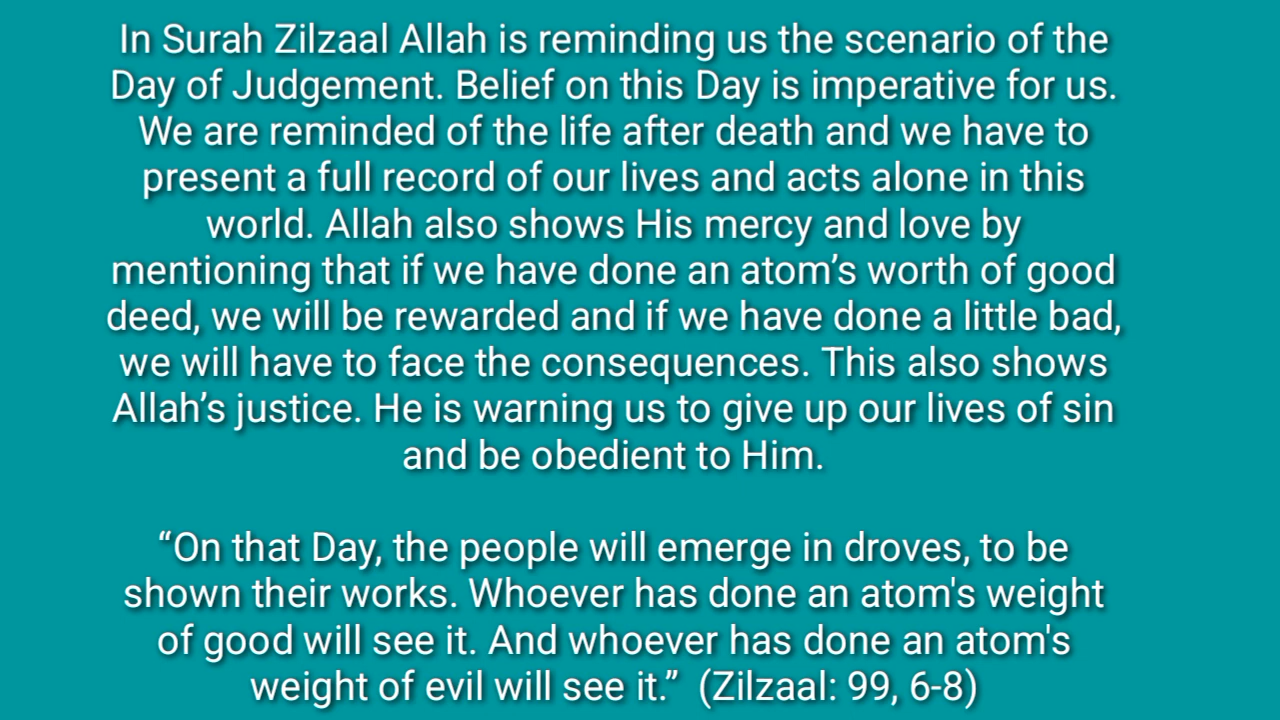 In Surah Zilzaal Allah is reminding us the scenario of the
Day of Judgement. Belief on this Day is imperative for us.
We are reminded of the life after death and we have to
present a full record of our lives and acts alone in this
world. Allah also shows His mercy and love by
mentioning that if we have done an atom’s worth of good
deed, we will be rewarded and if we have done a little bad,
we will have to face the consequences. This also shows
Allah’s justice. He is warning us to give up our lives of sin
and be obedient to Him.
“On that Day, the people will emerge in droves, to be
shown their works. Whoever has done an atom's weight
of good will see it. And whoever has done an atom's
weight of evil will see it.” (Zilzaal: 99, 6-8)